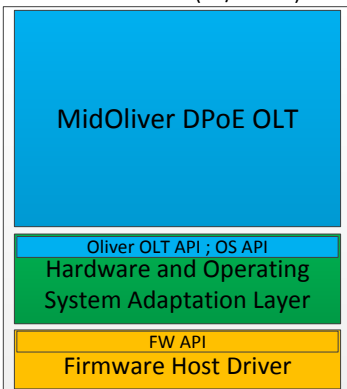 MidOliver DPoE OLT
Oliver OLT API ; OS API
Hardware and Operating
System Adaptation Layer
FW API
Firmware Host Driver